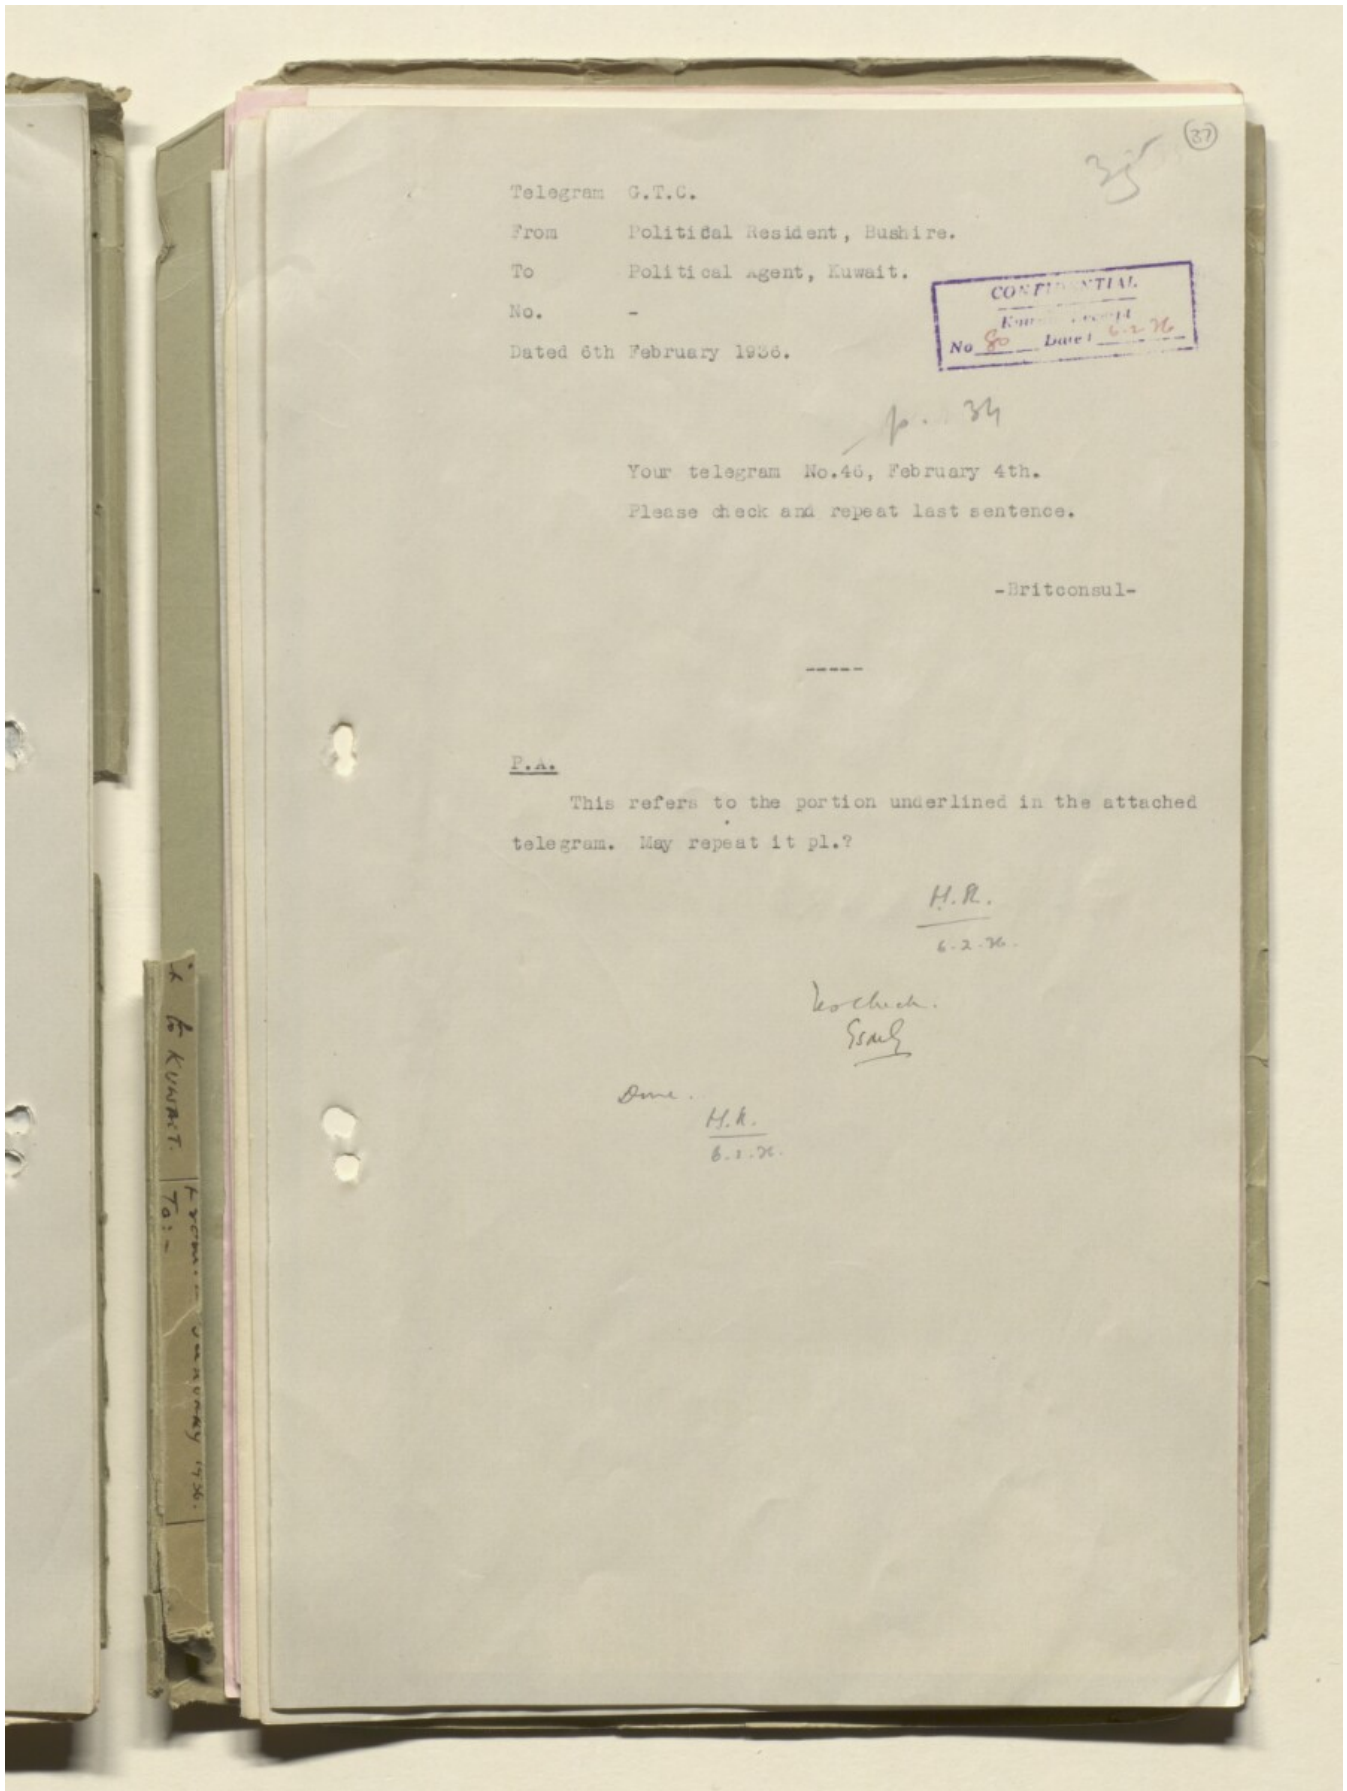 37
35
Telegram G.T.C.
From Political Resident, Bushire.
To Political Agent, Kuwait.
No. -
Dated 6th February 1936.
CONFIDENTIAL
No 80 Dated 6.2.36
p. 34
Your telegram No.46, February 4th.
Please check and repeat last sentence.
-Britconsul-
-----
P.A.
This refers to the portion underlined in the attached
telegram. May repeat it pl.?
H.R.
6.2.36.
check.
Done.
H.R.
6.2.36.
to KUWAIT.
To:-
From:- JANUARY 1936.